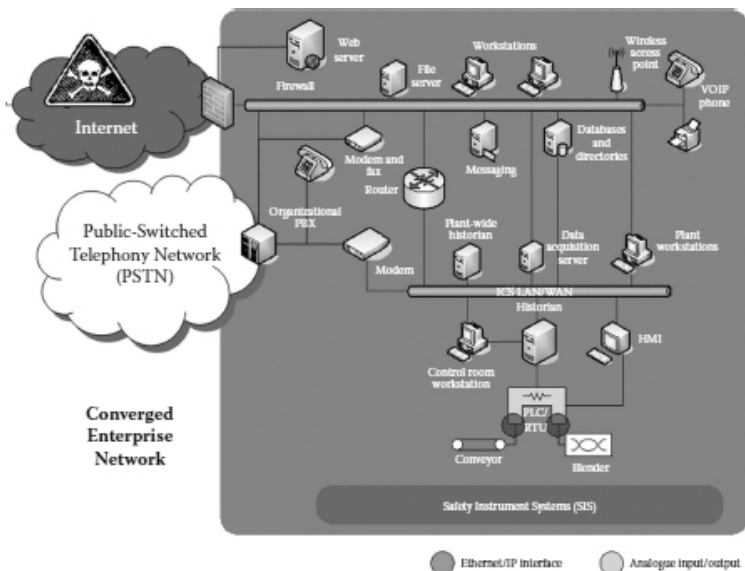 Web
server
Workstations
Wireless
access
point
Firewall
File
server
VOIP
phone
Internet
Modem and
fax
Messaging
Databases and
directories
Router
Organizational
PBX
Public-Switched
Telephony Network
(PSTN)
Plant-wide
historian
Data
acquisition
server
Plant
workstations
Modem
ICS LAN/WAN
Historian
HMI
Control room
workstation
PLC/
RTU
Converged
Enterprise
Network
Conveyor
Blender
Safety Instrument Systems (SIS)
Ethernet/IP interface
Analogue input/output